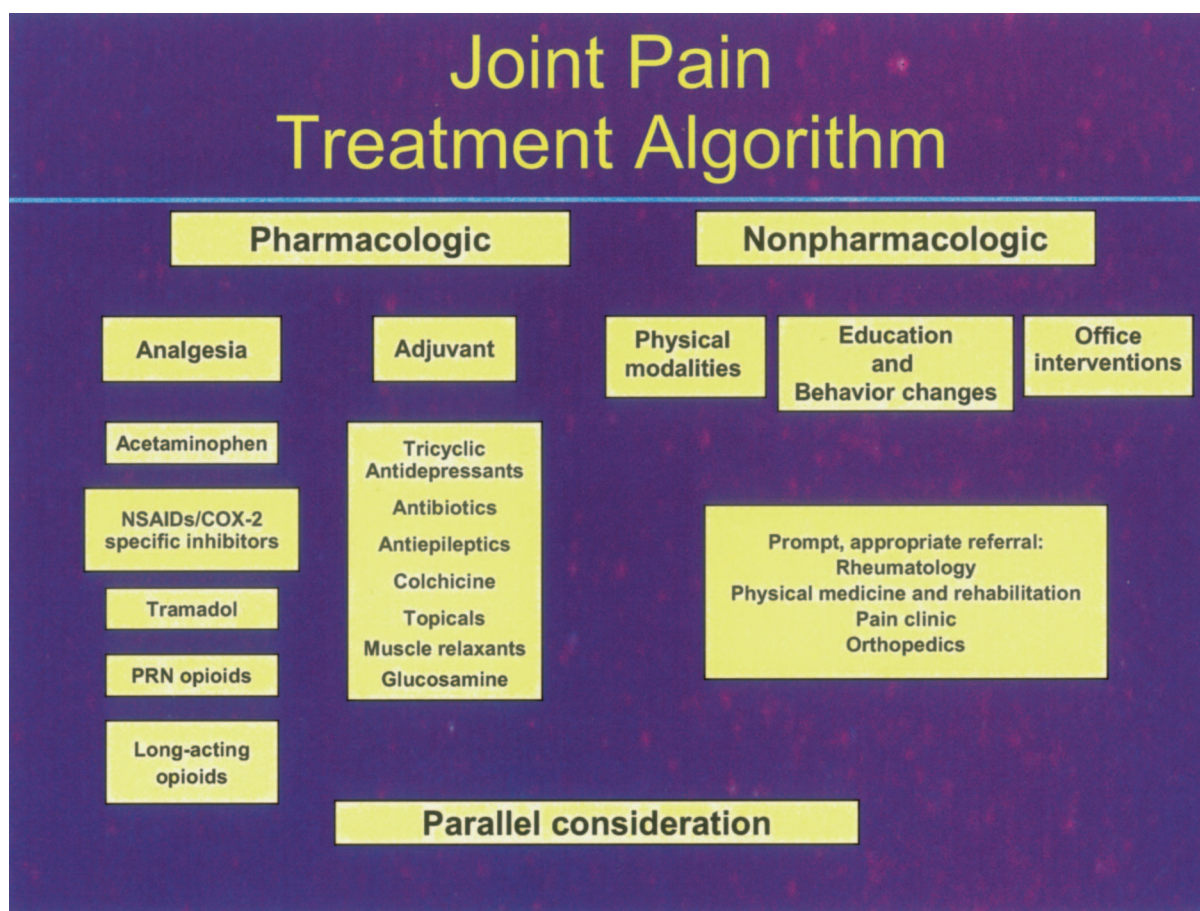 Joint Pain
Treatment Algorithm
Pharmacologic
Nonpharmacologic
Analgesia
Adjuvant
Physical
modalities
Education
and
Behavior changes
Office
interventions
Acetaminophen
NSAIDs/COX-2
specific inhibitors
Tramadol
PRN opioids
Long-acting
opioids
Tricyclic
Antidepressants
Antibiotics
Antiepileptics
Colchicine
Topicals
Muscle relaxants
Glucosamine
Prompt, appropriate referral:
Rheumatology
Physical medicine and rehabilitation
Pain clinic
Orthopedics
Parallel consideration